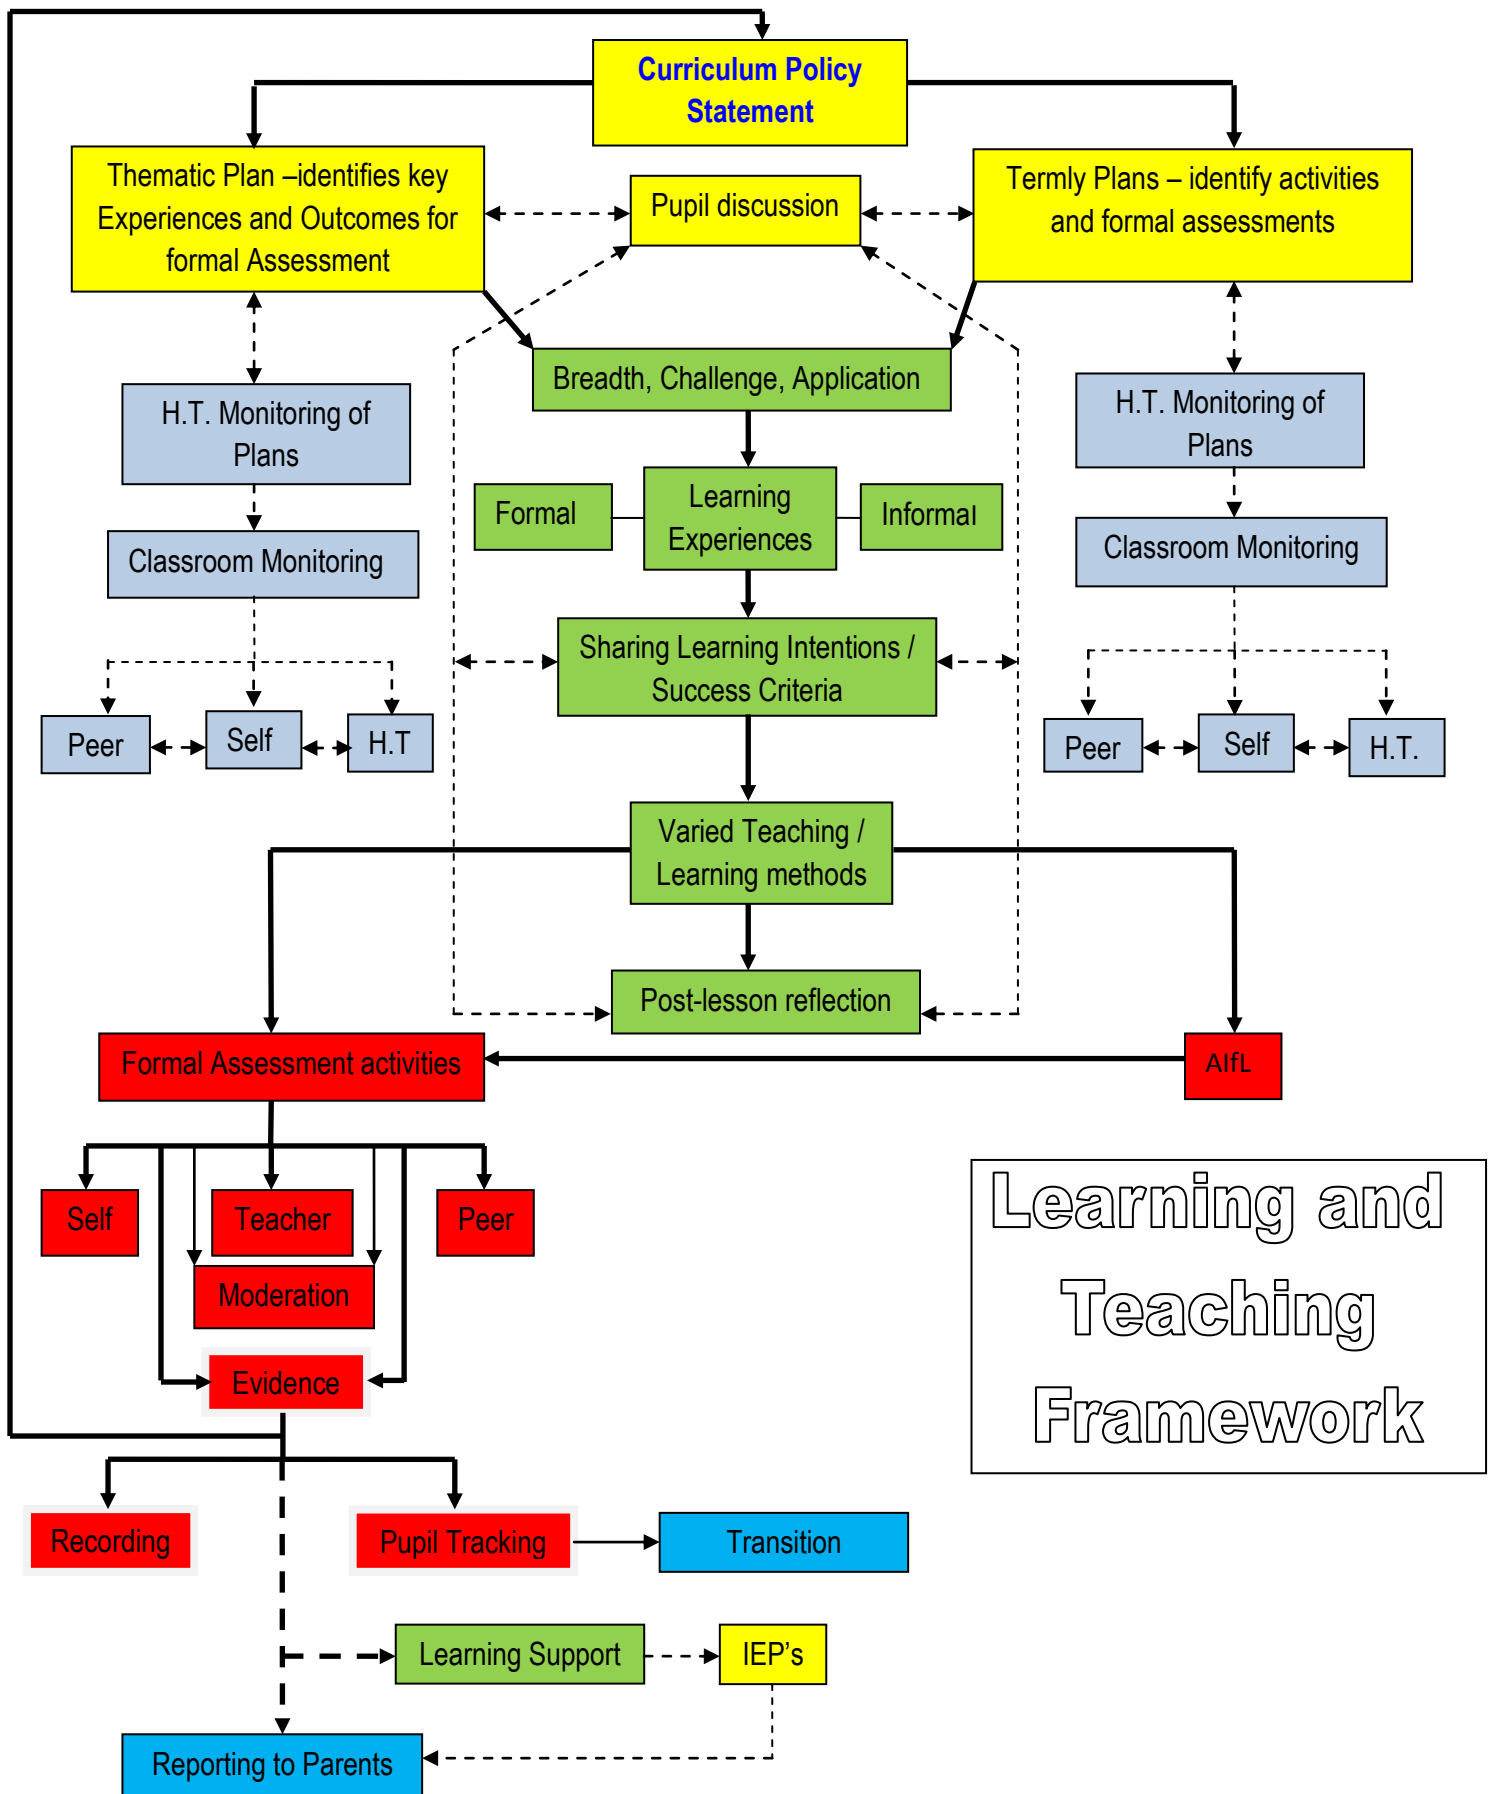 Curriculum Policy
Statement
Thematic Plan –identifies key
Experiences and Outcomes for
formal Assessment
Pupil discussion
Termly Plans – identify activities
and formal assessments
Breadth, Challenge, Application
H.T. Monitoring of
Plans
H.T. Monitoring of
Plans
Formal
Learning
Experiences
Informal
Classroom Monitoring
Classroom Monitoring
Sharing Learning Intentions /
Success Criteria
Peer
Self
H.T
Peer
Self
H.T.
Varied Teaching /
Learning methods
Post-lesson reflection
Formal Assessment activities
AIfL
Self
Teacher
Peer
Moderation
Evidence
Learning and
Teaching
Framework
Recording
Pupil Tracking
Transition
Learning Support
IEP's
Reporting to Parents